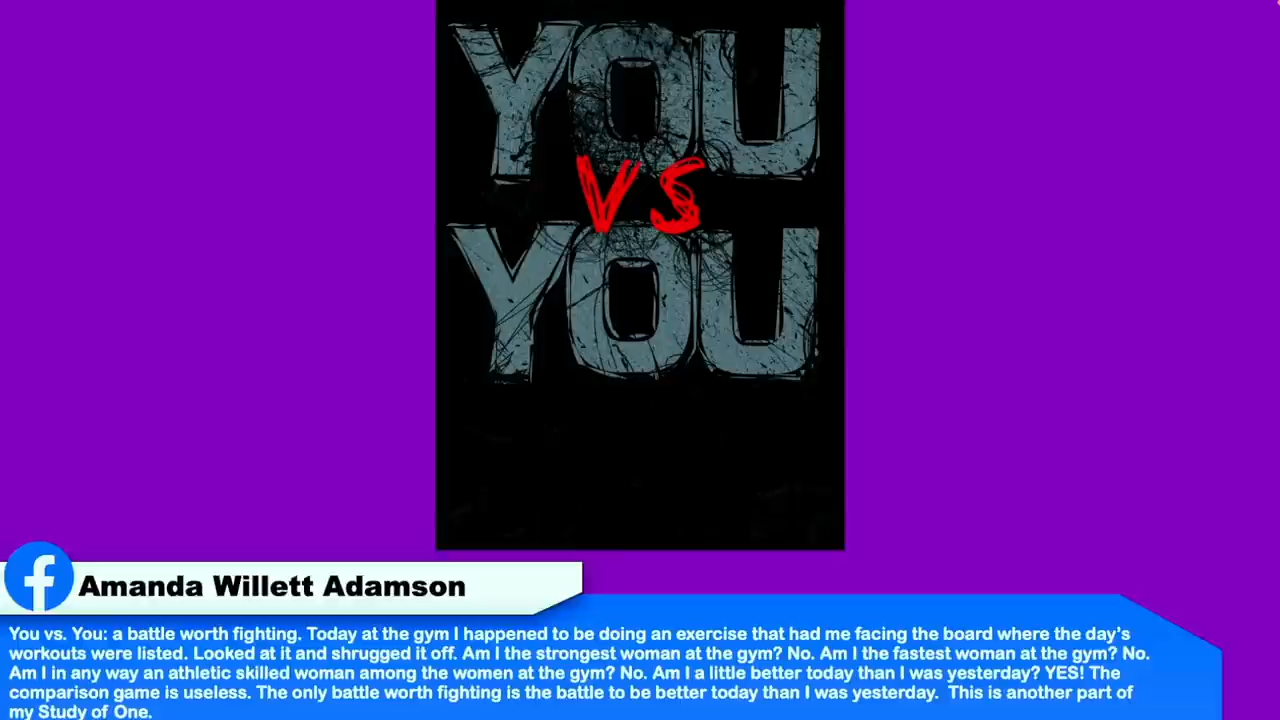 YOU
VS
YOU
Amanda Willett Adamson
You vs. You: a battle worth fighting. Today at the gym I happened to be doing an exercise that had me facing the board where the day's
workouts were listed. Looked at it and shrugged it off. Am I the strongest woman at the gym? No. Am I the fastest woman at the gym? No.
Am I in any way an athletic skilled woman among the women at the gym? No. Am I a little better today than I was yesterday? YES! The
comparison game is useless. The only battle worth fighting is the battle to be better today than I was yesterday.  This is another part of
my Study of One.